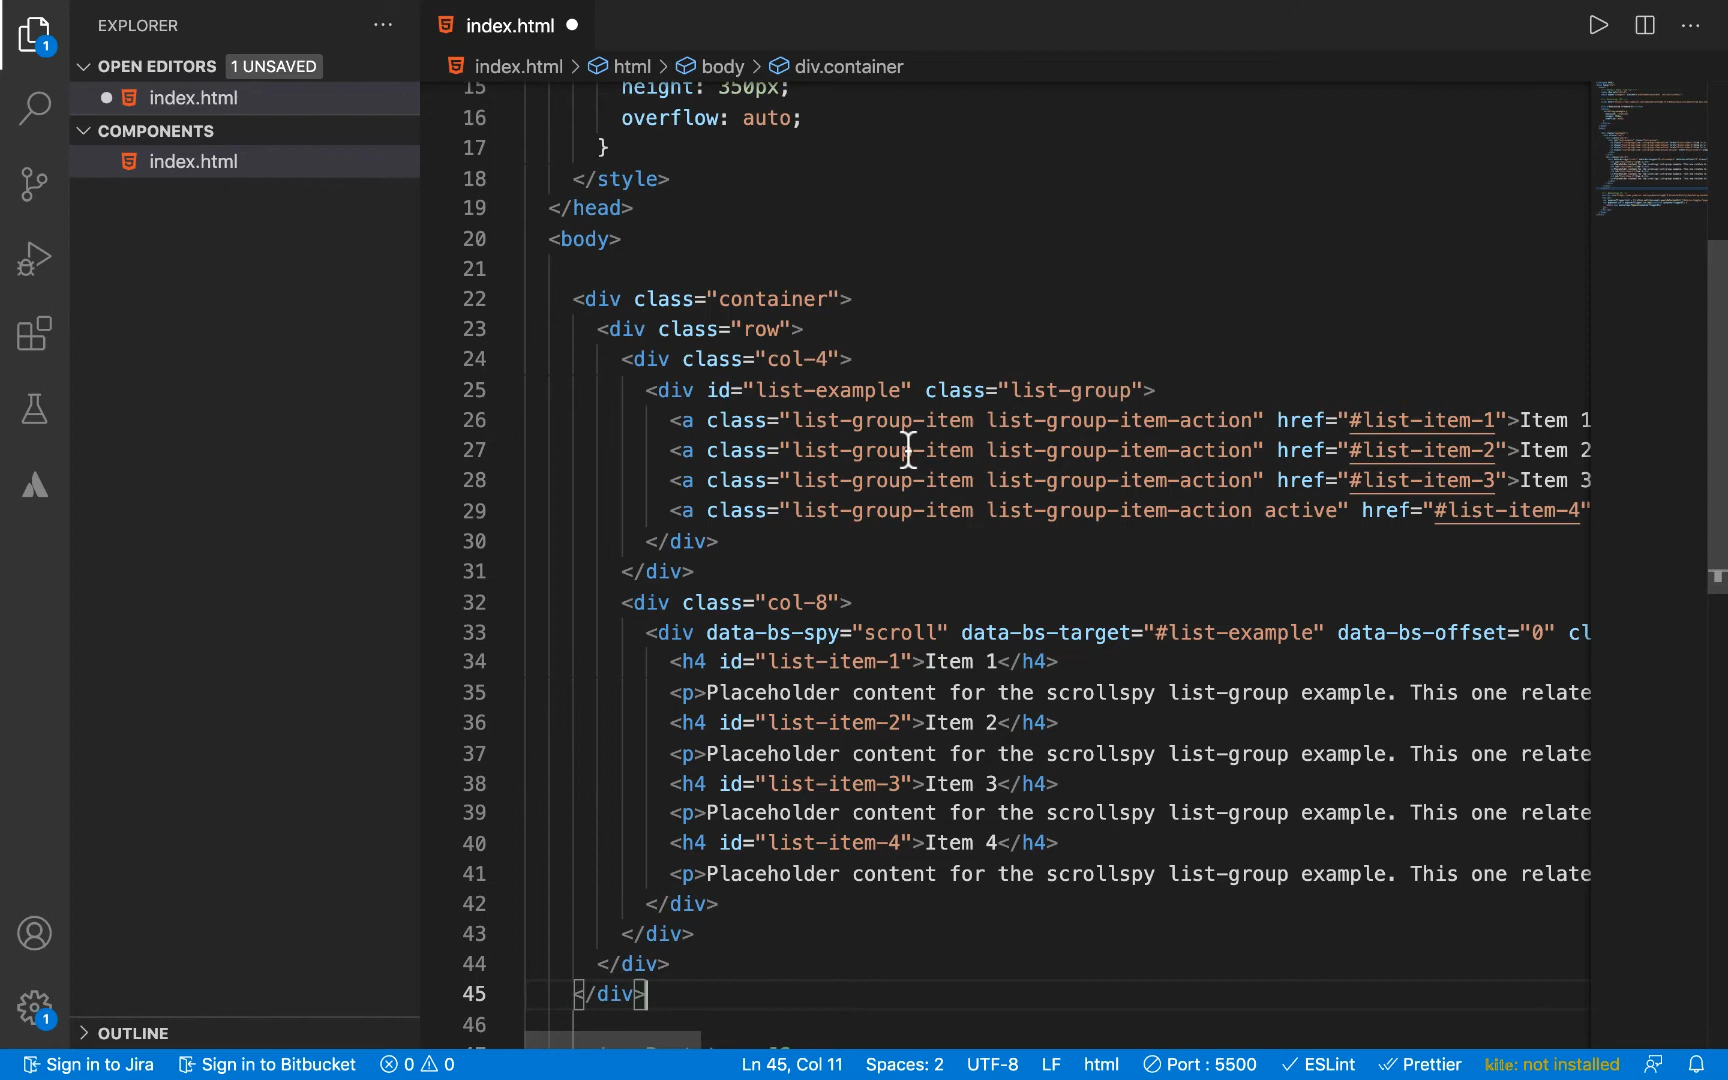 EXPLORER
OPEN EDITORS 1 UNSAVED
index.html
COMPONENTS
index.html
OUTLINE
1
1
index.html
index.html > html > body > div.container
15 height: 350px;
16 overflow: auto;
17 }
18 </style>
19 </head>
20 <body>
21
22 <div class="container">
23 <div class="row">
24 <div class="col-4">
25 <div id="list-example" class="list-group">
26 <a class="list-group-item list-group-item-action" href="#list-item-1">Item 1
27 <a class="list-group-item list-group-item-action" href="#list-item-2">Item 2
28 <a class="list-group-item list-group-item-action" href="#list-item-3">Item 3
29 <a class="list-group-item list-group-item-action active" href="#list-item-4"
30 </div>
31 </div>
32 <div class="col-8">
33 <div data-bs-spy="scroll" data-bs-target="#list-example" data-bs-offset="0" cl
34 <h4 id="list-item-1">Item 1</h4>
35 <p>Placeholder content for the scrollspy list-group example. This one relate
36 <h4 id="list-item-2">Item 2</h4>
37 <p>Placeholder content for the scrollspy list-group example. This one relate
38 <h4 id="list-item-3">Item 3</h4>
39 <p>Placeholder content for the scrollspy list-group example. This one relate
40 <h4 id="list-item-4">Item 4</h4>
41 <p>Placeholder content for the scrollspy list-group example. This one relate
42 </div>
43 </div>
44 </div>
45 </div>
46
Sign in to Jira Sign in to Bitbucket 0 0 Ln 45, Col 11 Spaces: 2 UTF-8 LF html Port : 5500 ESLint Prettier kite: not installed